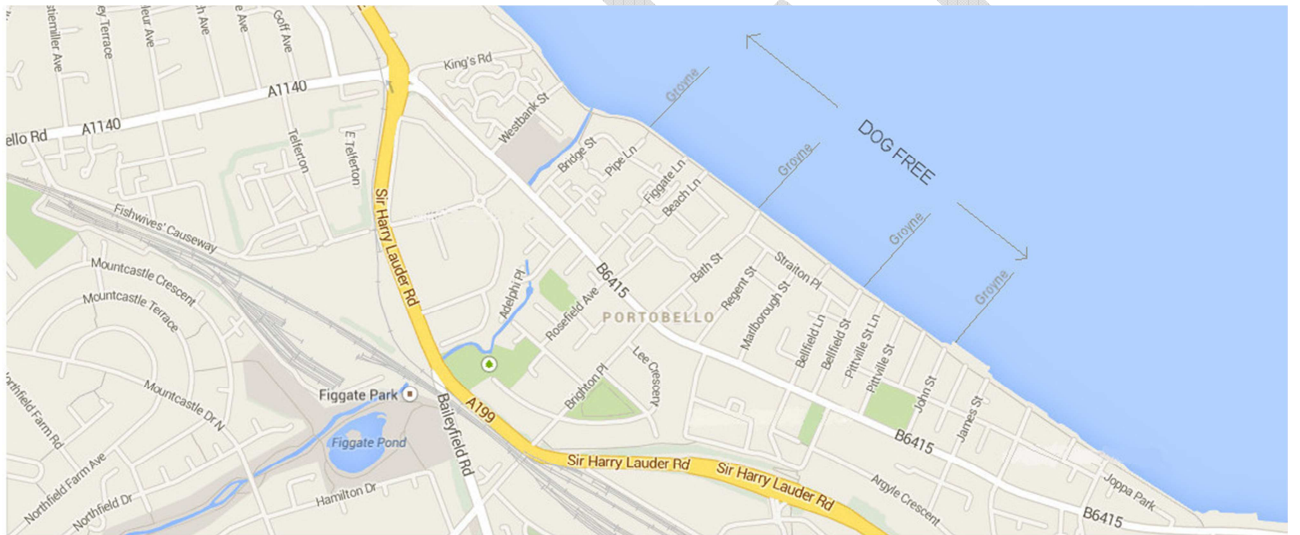 Goff Ave
King's Rd
A1140
A1140
Westbank St
Telferton
E Telferton
Groyne
DOG FREE
Groyne
Groyne
Groyne
Bridge St
Pipe Ln
Figgate Ln
Beach Ln
Fishwives' Causeway
Sir Harry Lauder Rd
Mountcastle Crescent
Mountcastle Terrace
Adelphi Pl
B6415
Bath St
Straiton Pl
Regent St
Rosefield Ave
PORTOBELLO
Marlborough St
Bellfield Ln
Bellfield St
Pittville St Ln
Pittville St
Lee Crescent
Brighton Pl
Mountcastle Dr N
Figgate Park
A199
Baileyfield Rd
John St
James St
Figgate Pond
B6415
Northfield Farm Ave
Northfield Dr
Hamilton Dr
Sir Harry Lauder Rd
Sir Harry Lauder Rd
Argyle Crescent
Joppa Park
B6415